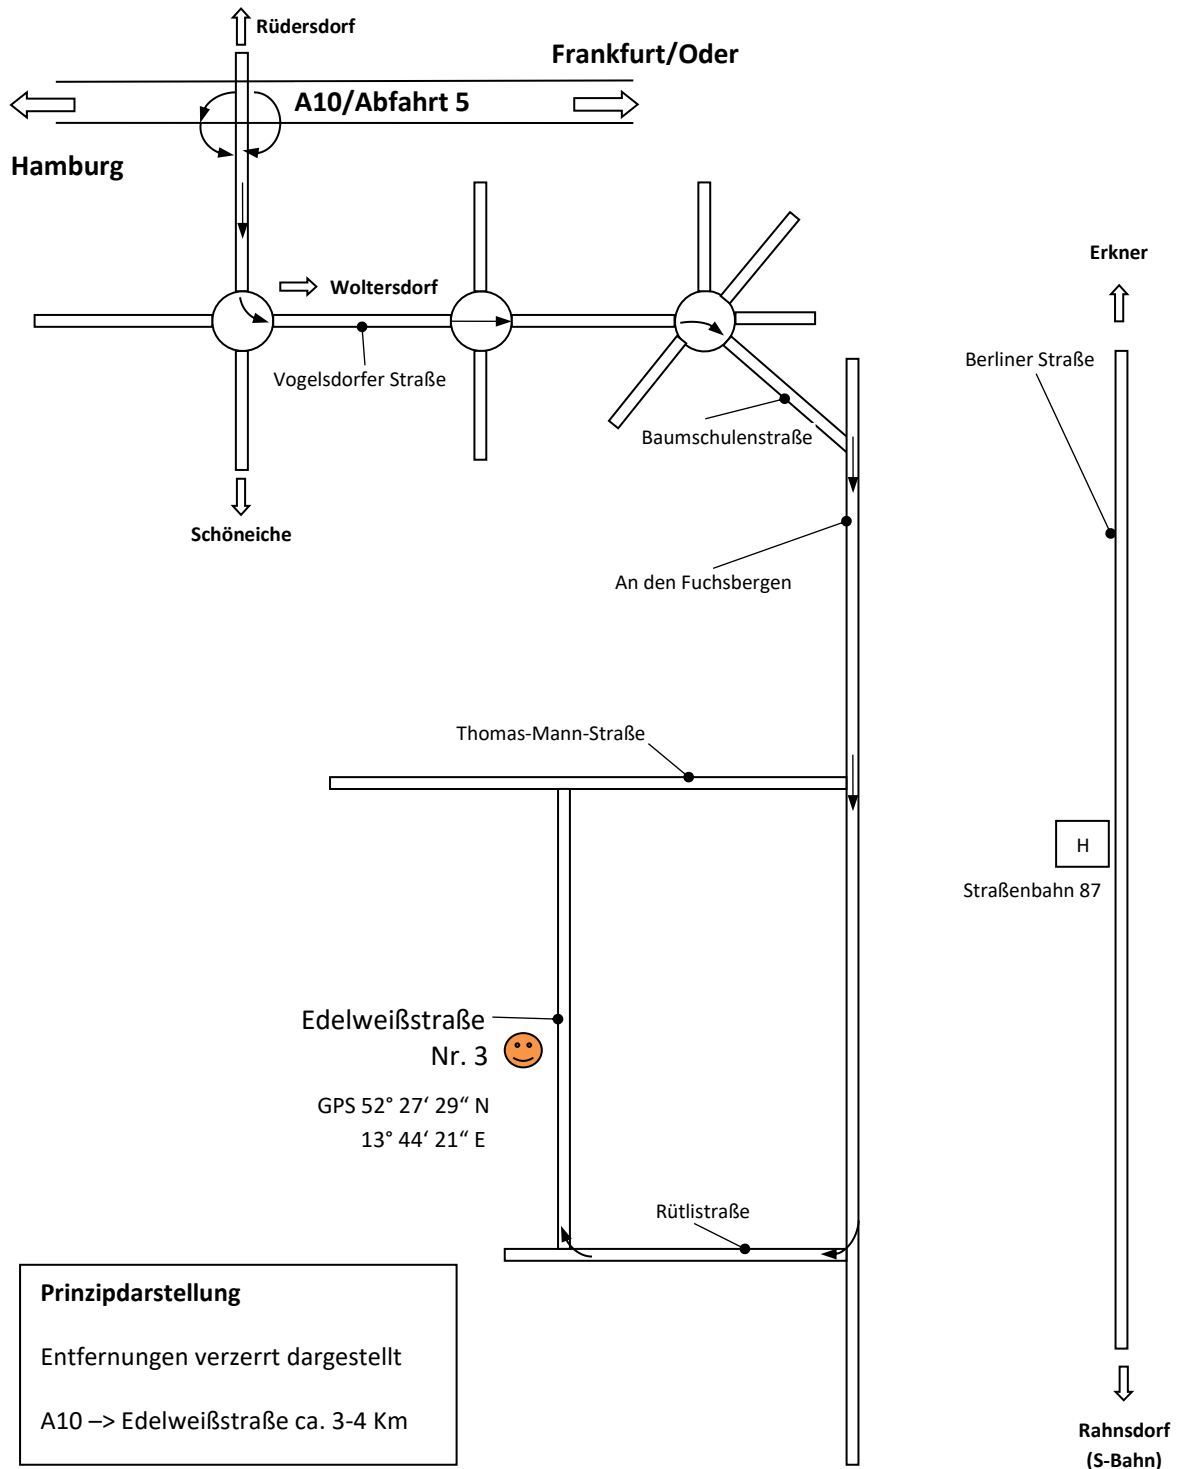 Rüdersdorf
Frankfurt/Oder
A10/Abfahrt 5
Hamburg
Woltersdorf
Vogelsdorfer Straße
Schöneiche
Baumschulenstraße
Erkner
Berliner Straße
An den Fuchsbergen
Thomas-Mann-Straße
H
Straßenbahn 87
Edelweißstraße
Nr. 3
GPS 52° 27‘ 29“ N
13° 44‘ 21“ E
Rütlistraße
Prinzipdarstellung
Entfernungen verzerrt dargestellt
A10 –> Edelweißstraße ca. 3-4 Km
Rahnsdorf
(S-Bahn)